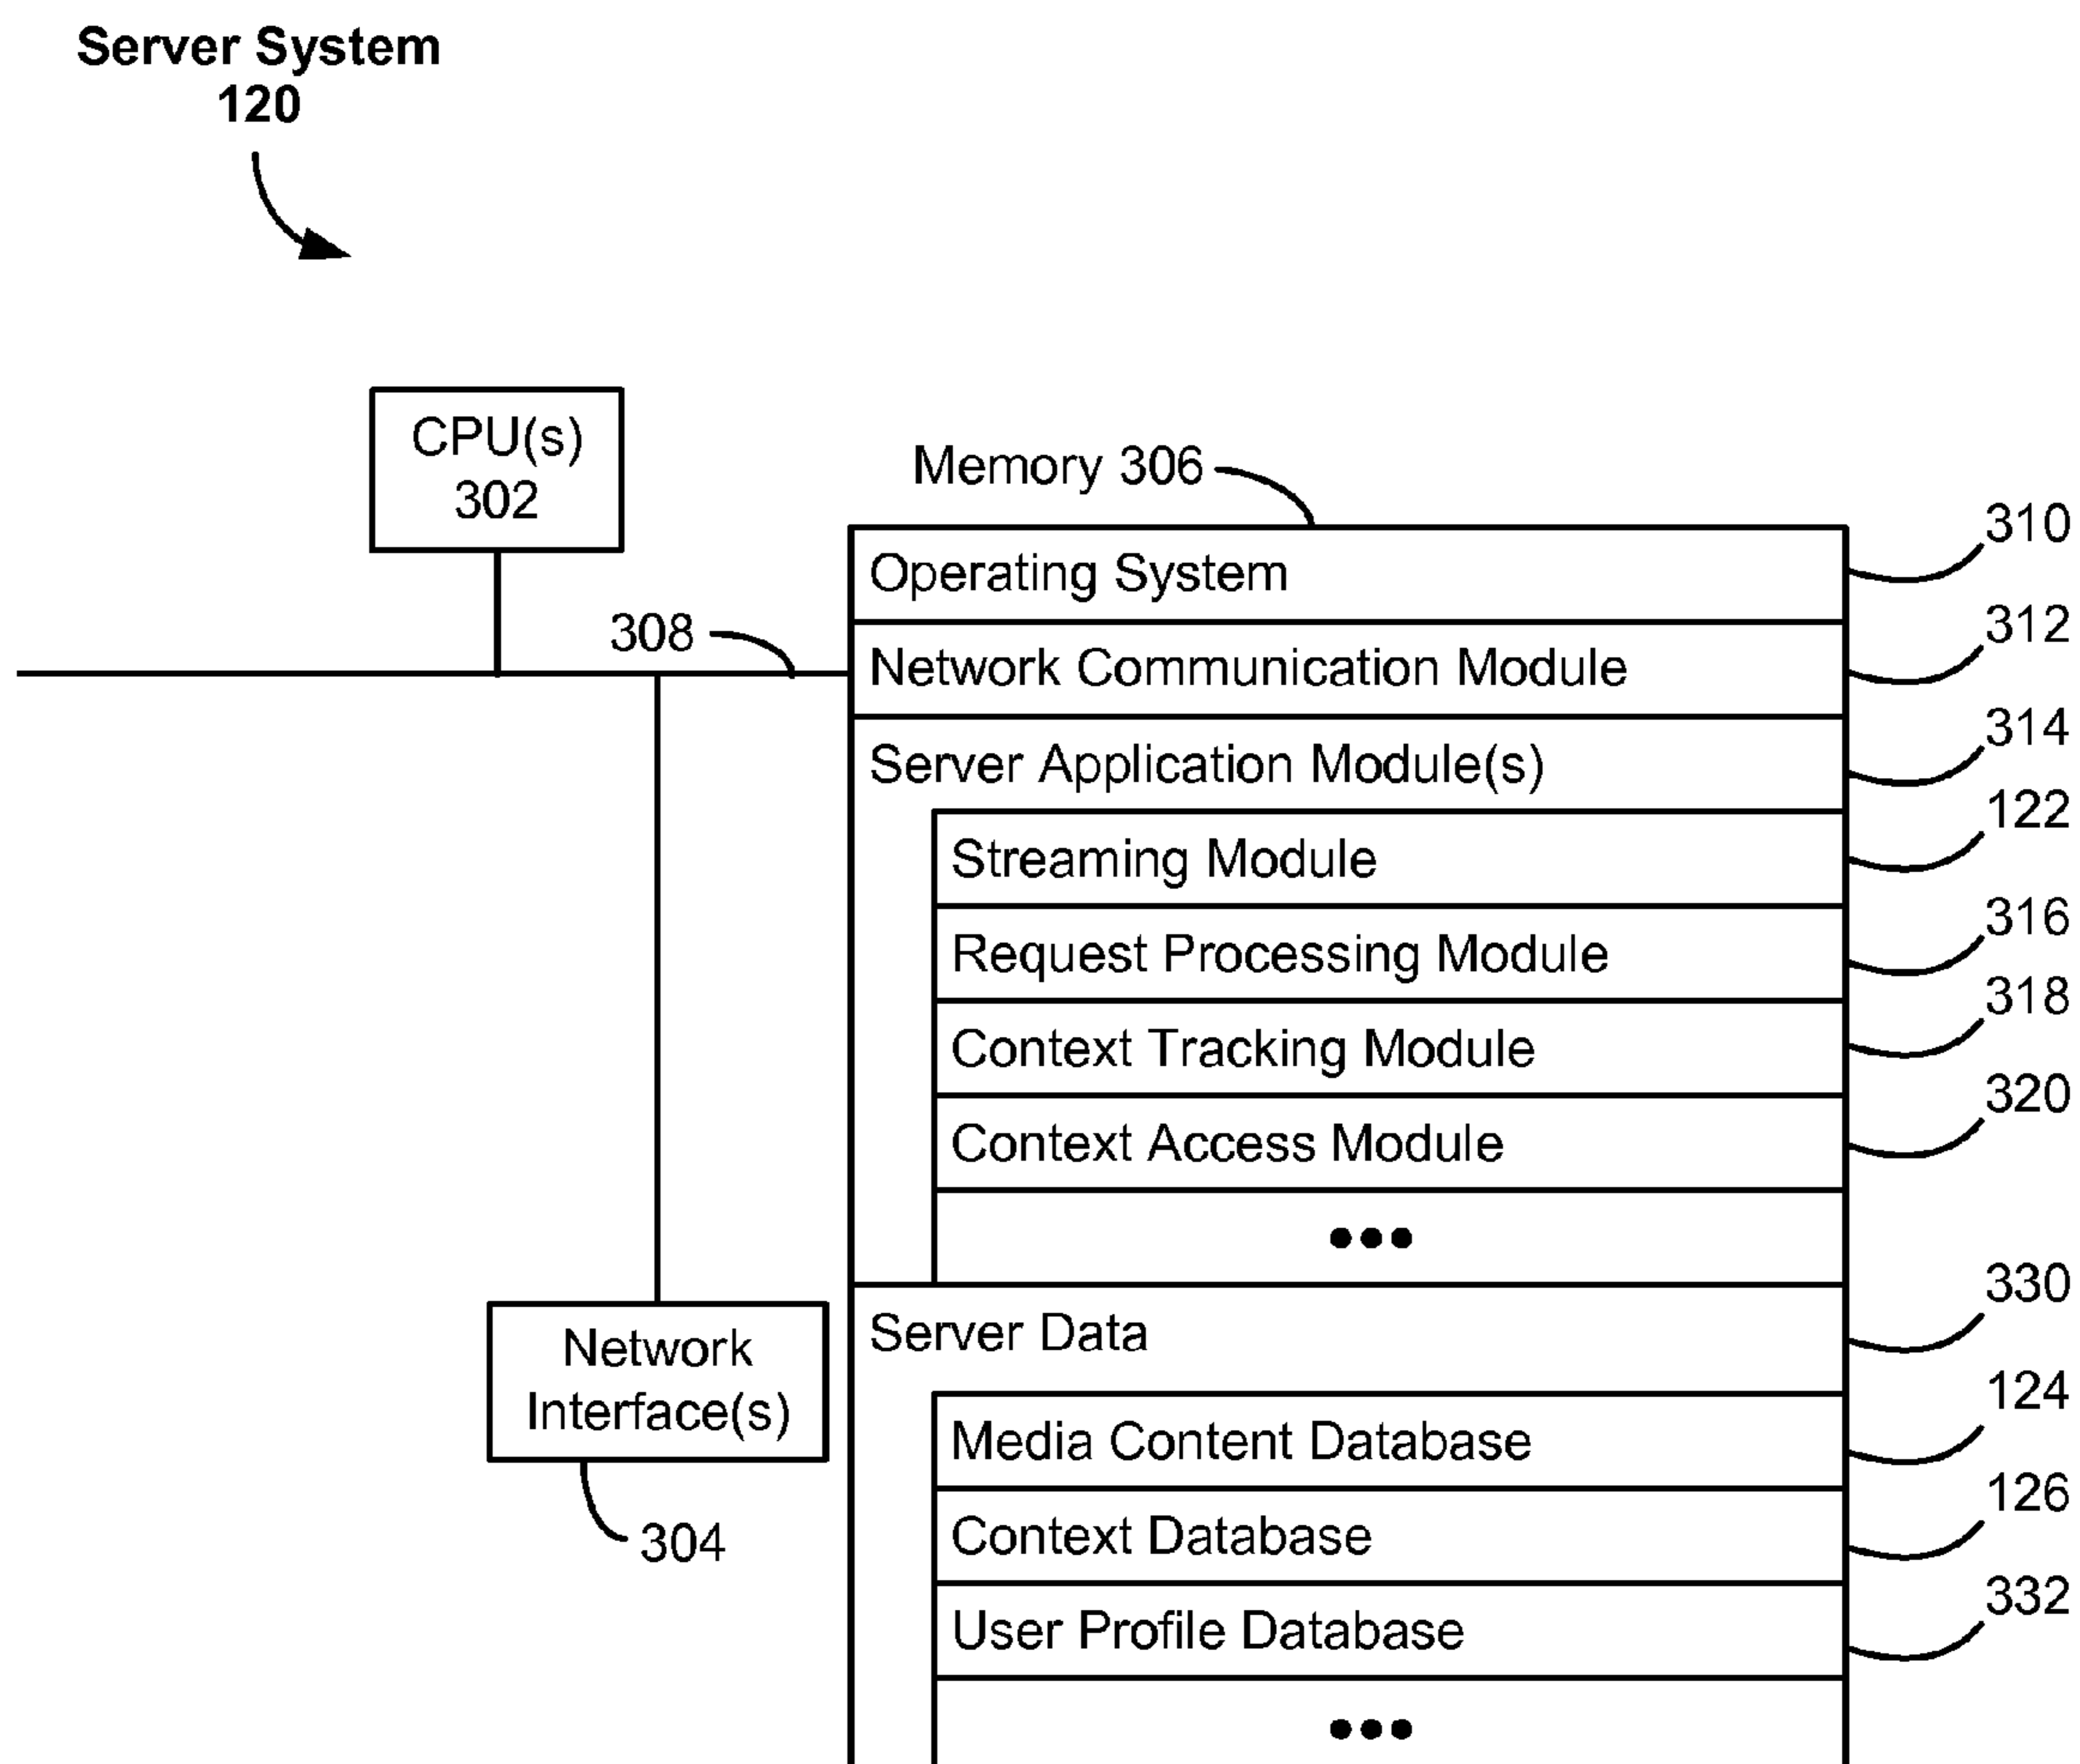 Server System
120
CPU(s)
302
Memory 306
310
Operating System
308
312
Network Communication Module
314
Server Application Module(s)
122
Streaming Module
316
Request Processing Module
318
Context Tracking Module
320
Context Access Module
•••
330
Server Data
Network
Interface(s)
304
124
Media Content Database
126
Context Database
332
User Profile Database
•••